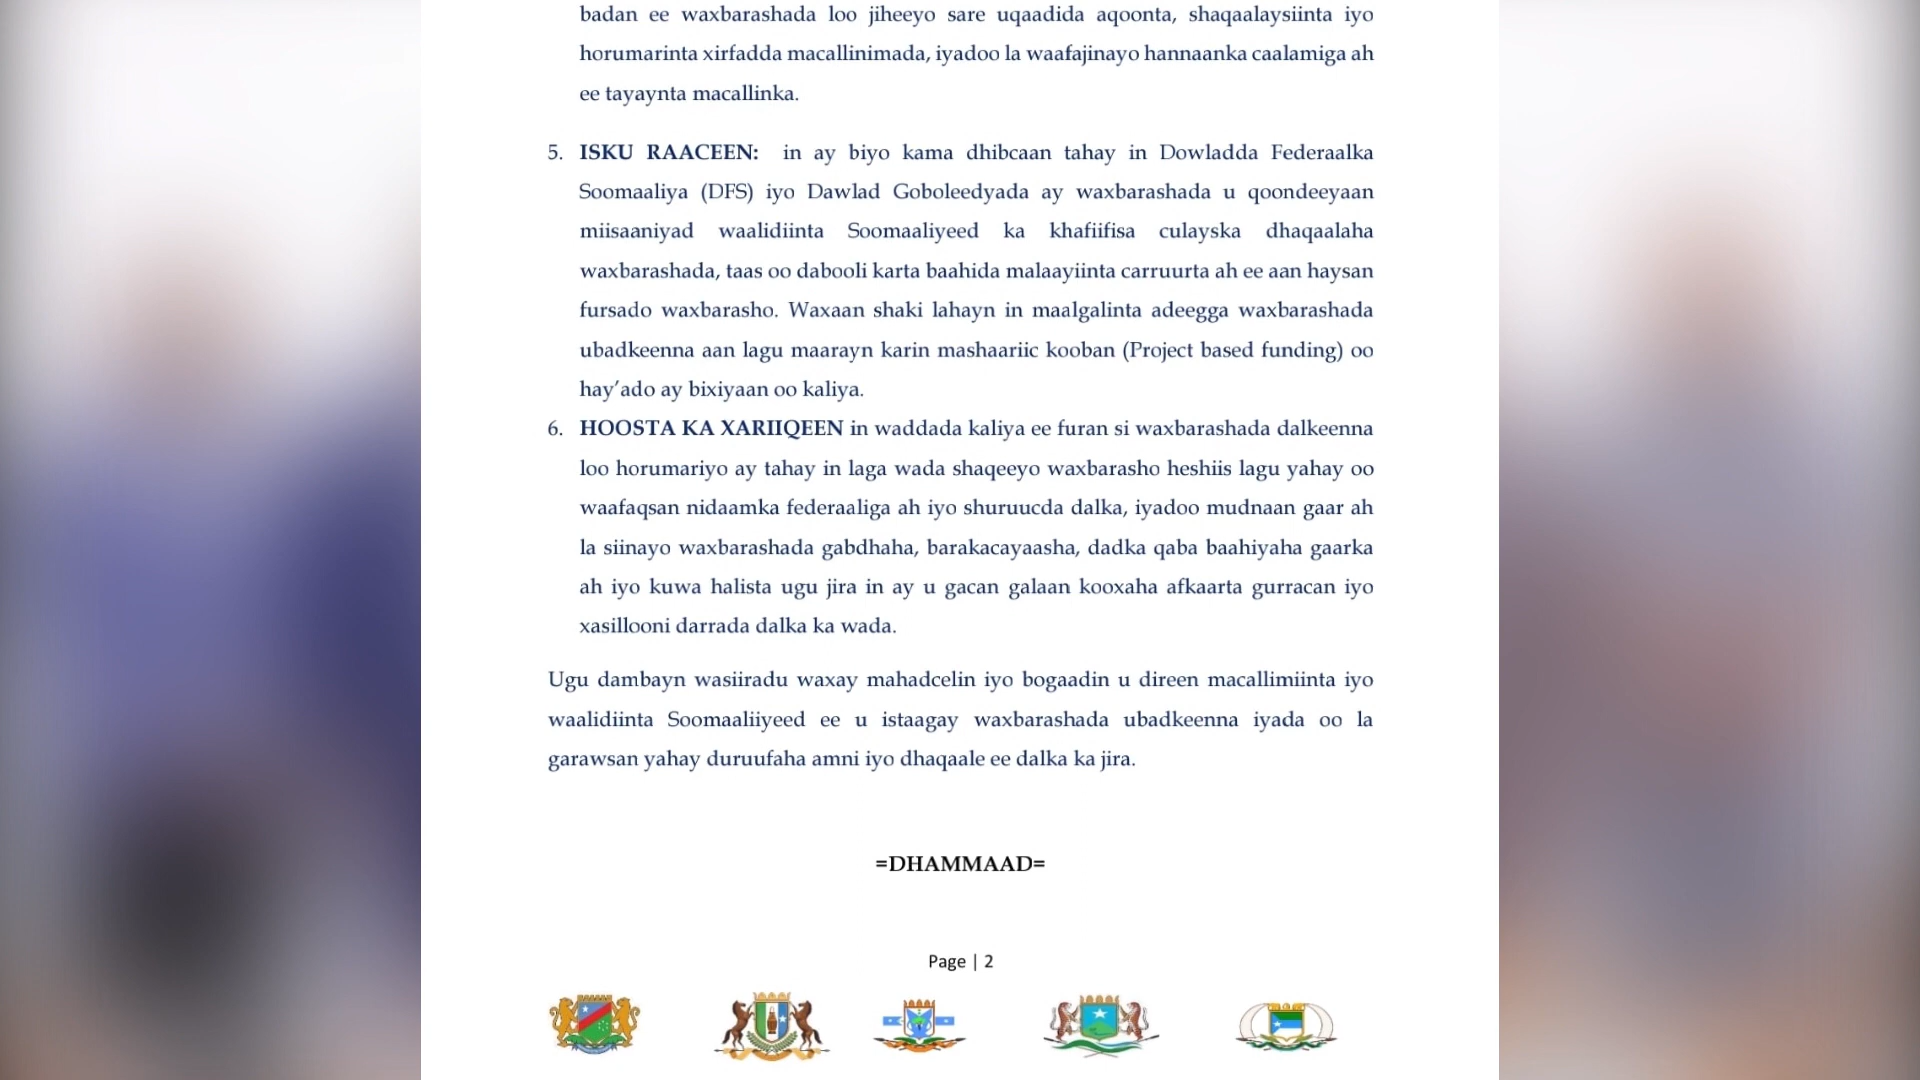 badan ee waxbarashada loo jiheeyo sare uqaadida aqoonta, shaqaalaysiinta iyo
horumarinta xirfadda macallinimada, iyadoo la waafajinayo hannaanka caalamiga ah
ee tayaynta macallinka.
5. ISKU RAACEEN: in ay biyo kama dhibcaan tahay in Dowladda Federaalka
Soomaaliya (DFS) iyo Dawlad Goboleedyada ay waxbarashada u qoondeeyaan
miisaaniyad waalidiinta Soomaaliyeed ka khafiifisa culayska dhaqaalaha
waxbarashada, taas oo dabooli karta baahida malaayiinta carruurta ah ee aan haysan
fursado waxbarasho. Waxaan shaki lahayn in maalgalinta adeegga waxbarashada
ubadkeenna aan lagu maarayn karin mashaariic kooban (Project based funding) oo
hay’ado ay bixiyaan oo kaliya.
6. HOOSTA KA XARIIQEEN in waddada kaliya ee furan si waxbarashada dalkeenna
loo horumariyo ay tahay in laga wada shaqeeyo waxbarasho heshiis lagu yahay oo
waafaqsan nidaamka federaaliga ah iyo shuruucda dalka, iyadoo mudnaan gaar ah
la siinayo waxbarashada gabdhaha, barakacayaasha, dadka qaba baahiyaha gaarka
ah iyo kuwa halista ugu jira in ay u gacan galaan kooxaha afkaarta gurracan iyo
xasillooni darrada dalka ka wada.
Ugu dambayn wasiiradu waxay mahadcelin iyo bogaadin u direen macallimiinta iyo
waalidiinta Soomaaliiyeed ee u istaagay waxbarashada ubadkeenna iyada oo la
garawsan yahay duruufaha amni iyo dhaqaale ee dalka ka jira.
=DHAMMAAD=
Page | 2